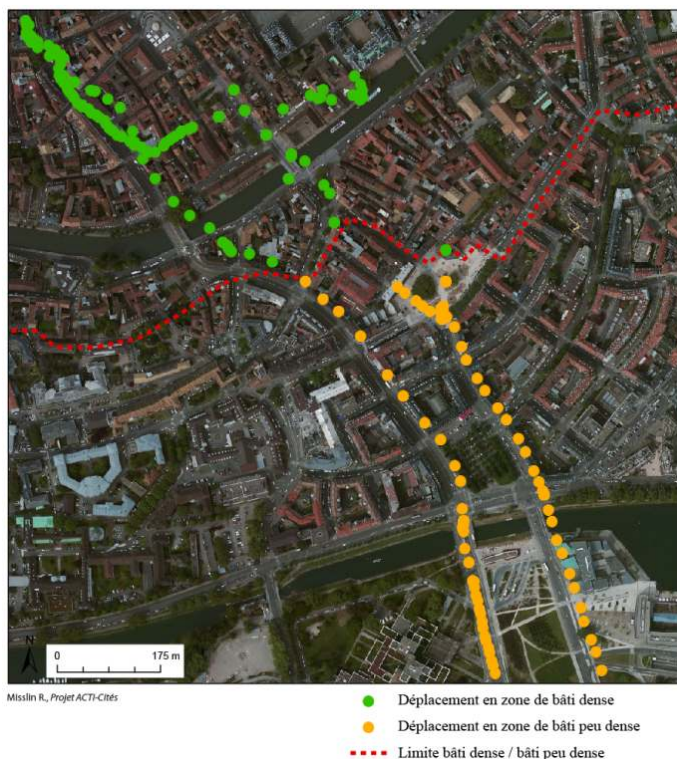 N
0 175 m
Misslin R., Projet ACTI-Cités
Déplacement en zone de bâti dense
Déplacement en zone de bâti peu dense
Limite bâti dense / bâti peu dense